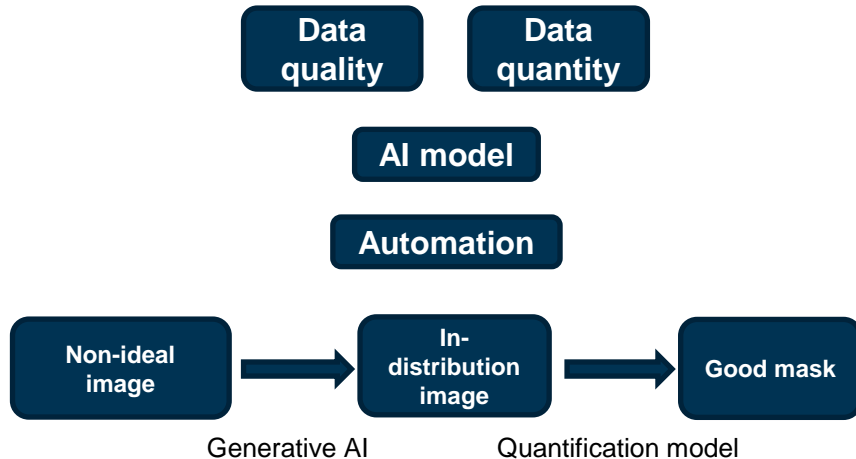 Data
quality
Data
quantity
AI model
Automation
Non-ideal
image
In-
distribution
image
Good mask
Generative AI
Quantification model